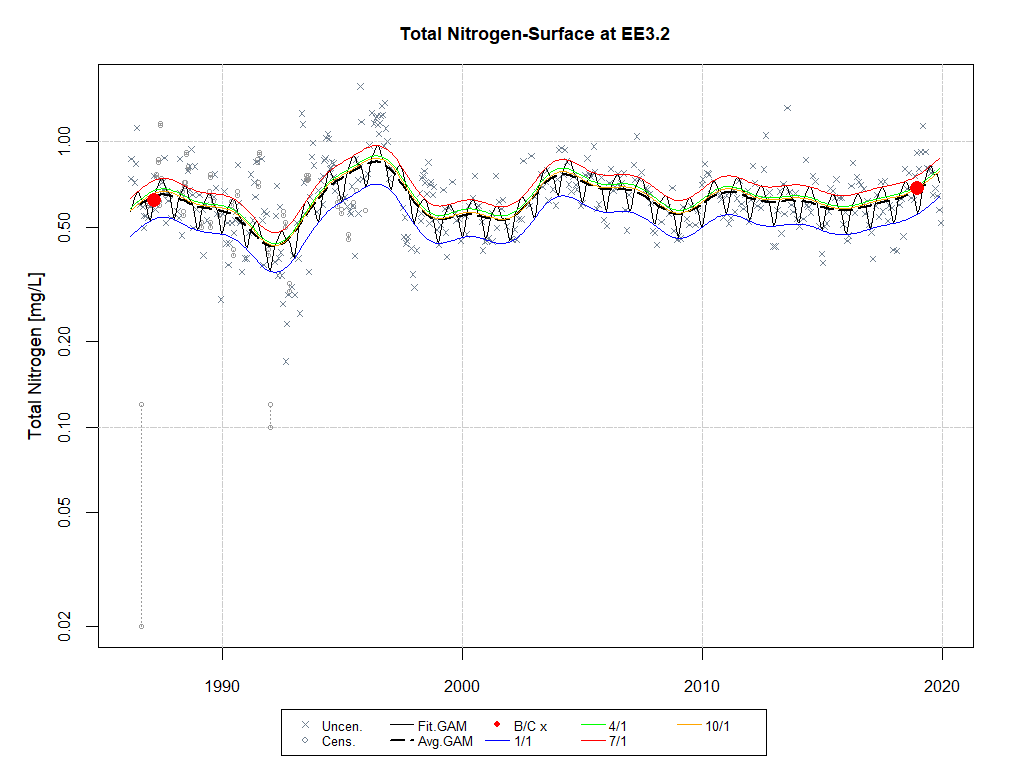 Total Nitrogen-Surface at EE3.2
Total Nitrogen [mg/L]
1.00
0.50
0.20
0.10
0.05
0.02
1990 2000 2010 2020
Uncen. Fit.GAM B/C x 4/1 10/1
Cens. Avg.GAM 1/1 7/1